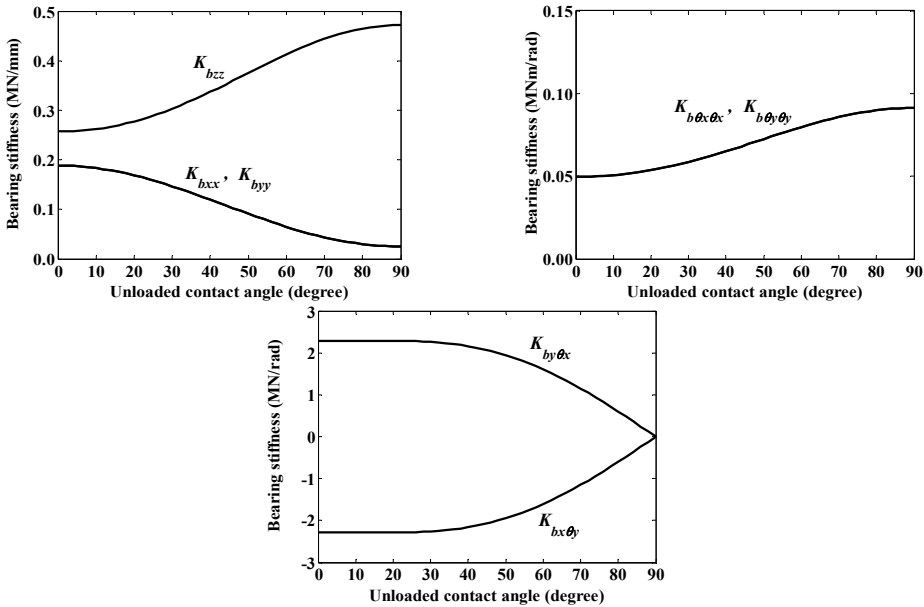 Bearing stiffness (MN/mm)
0.5
0.4
0.3
0.2
0.1
0.0
K_bzz
K_bxx , K_byy
0 10 20 30 40 50 60 70 80 90
Unloaded contact angle (degree)
Bearing stiffness (MNm/rad)
0.15
0.10
0.05
0.00
K_bθxθx , K_bθyθy
0 10 20 30 40 50 60 70 80 90
Unloaded contact angle (degree)
Bearing stiffness (MN/rad)
3
2
1
0
-1
-2
-3
K_byθx
K_bxθy
0 10 20 30 40 50 60 70 80 90
Unloaded contact angle (degree)